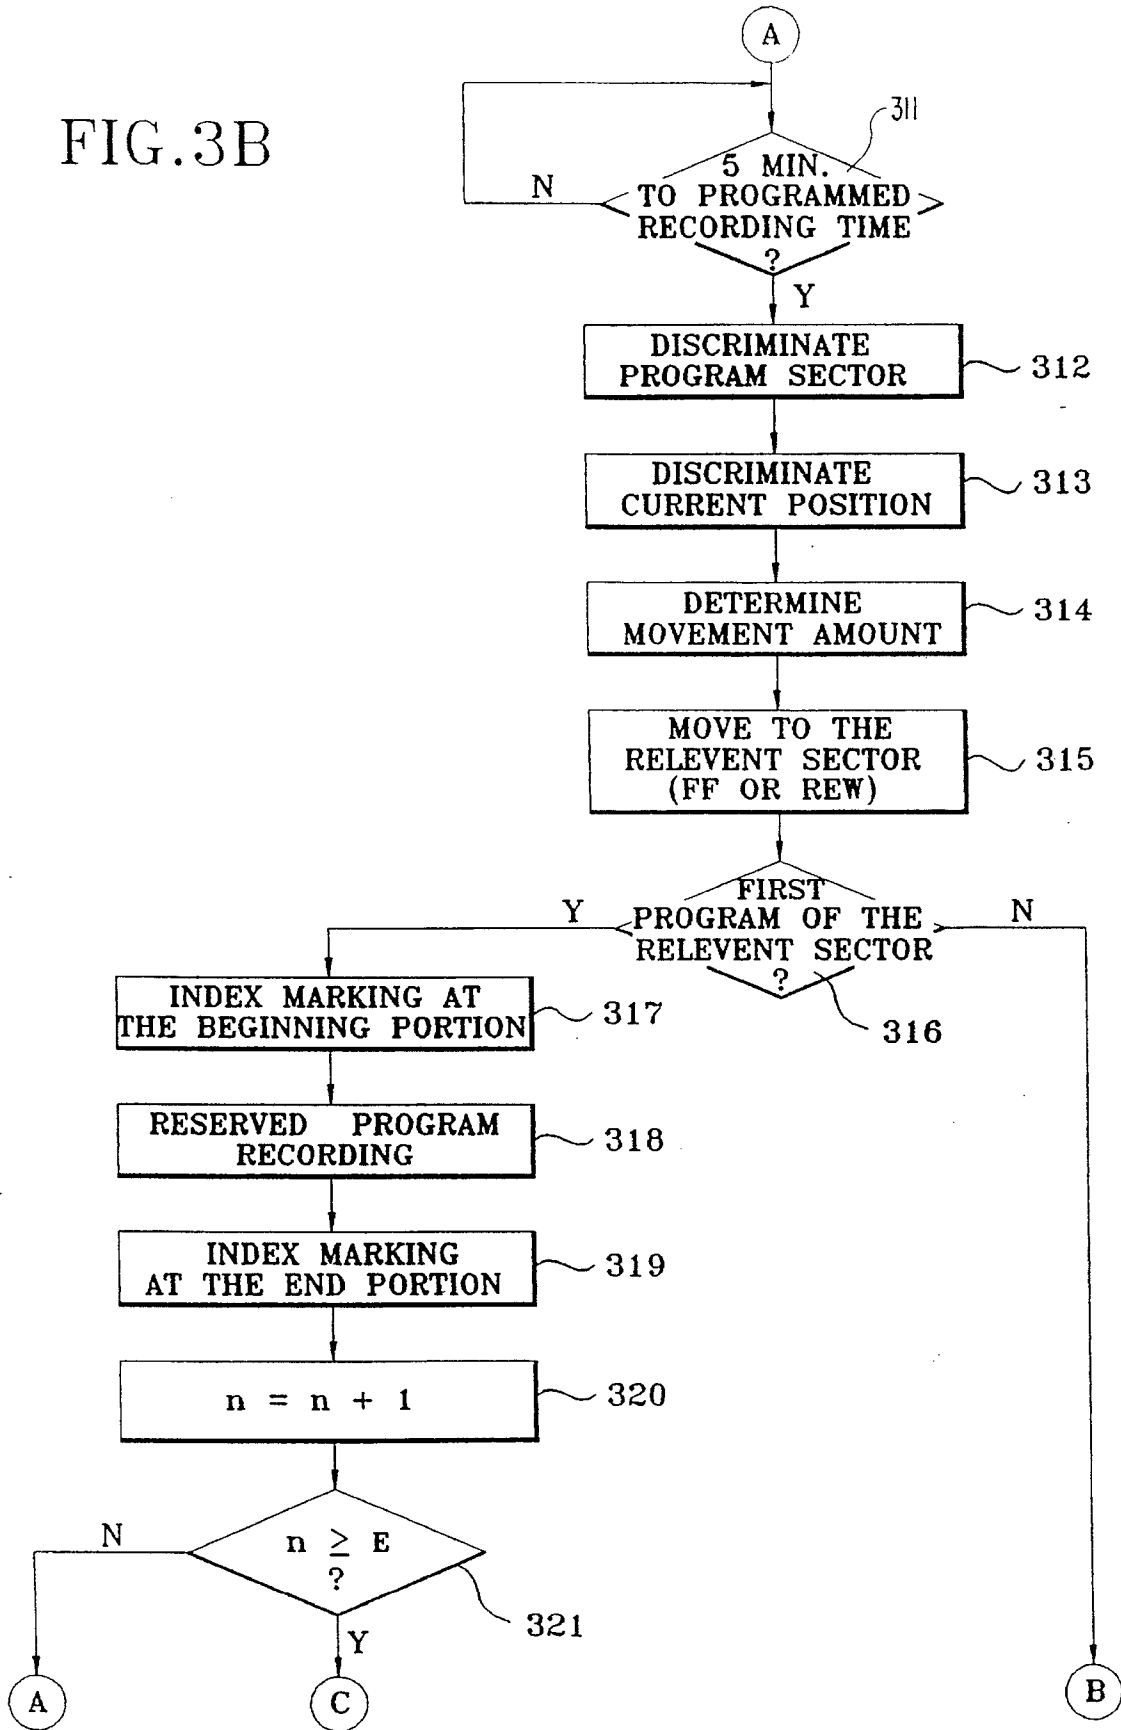 A
FIG.3B
311
5 MIN.
TO PROGRAMMED
RECORDING TIME
?
N
Y
DISCRIMINATE
PROGRAM SECTOR
312
DISCRIMINATE
CURRENT POSITION
313
DETERMINE
MOVEMENT AMOUNT
314
MOVE TO THE
RELEVENT SECTOR
(FF OR REW)
315
FIRST
PROGRAM OF THE
RELEVENT SECTOR
?
Y
N
316
INDEX MARKING AT
THE BEGINNING PORTION
317
RESERVED PROGRAM
RECORDING
318
INDEX MARKING
AT THE END PORTION
319
n = n + 1
320
n ≥ E
?
N
321
Y
A
C
B